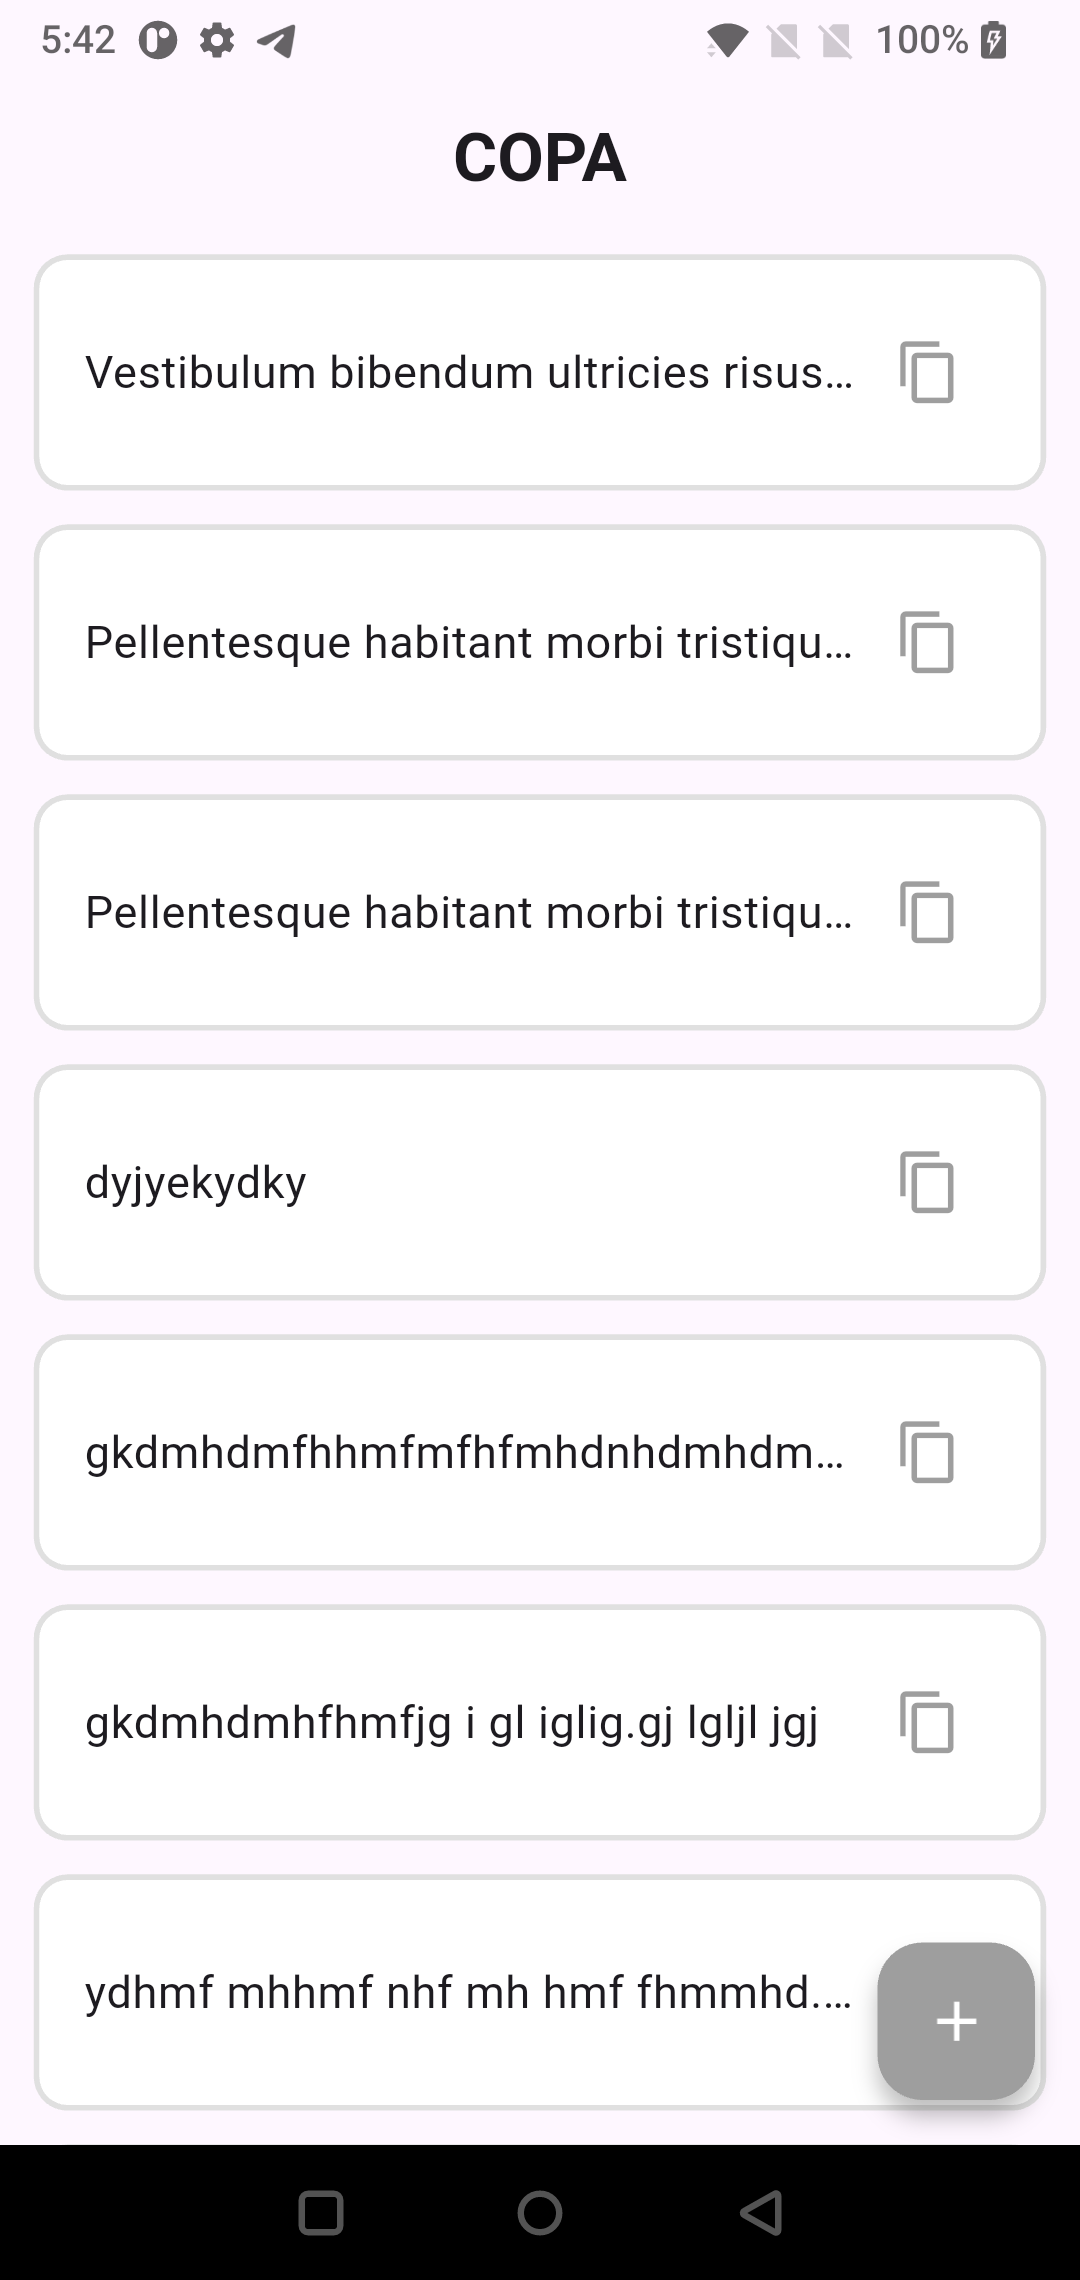 5:42
100%
COPA
Vestibulum bibendum ultricies risus...
Pellentesque habitant morbi tristiqu...
Pellentesque habitant morbi tristiqu...
dyjyekydky
gkdmhdmfhhmfmfhfmhdnhdmhdm...
gkdmhdmhfhmfjg i gl iglig.gj lgljl jgj
ydhmf mhhmf nhf mh hmf fhmmhd....